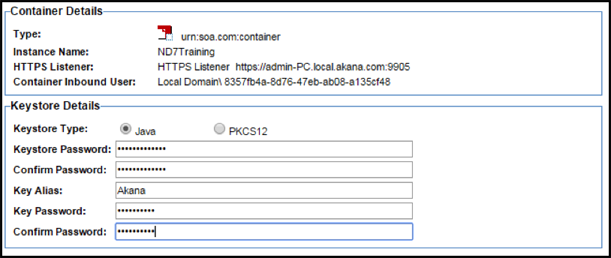 Container Details
Type: urn:soa.com:container
Instance Name: ND7Training
HTTPS Listener: HTTPS Listener https://admin-PC.local.akana.com:9905
Container Inbound User: Local Domain\ 8357fb4a-8d76-47eb-ab08-a135cf48
Keystore Details
Keystore Type: Java PKCS12
Keystore Password: •••••••••••••
Confirm Password: •••••••••••••
Key Alias: Akana
Key Password: ••••••••••
Confirm Password: ••••••••••